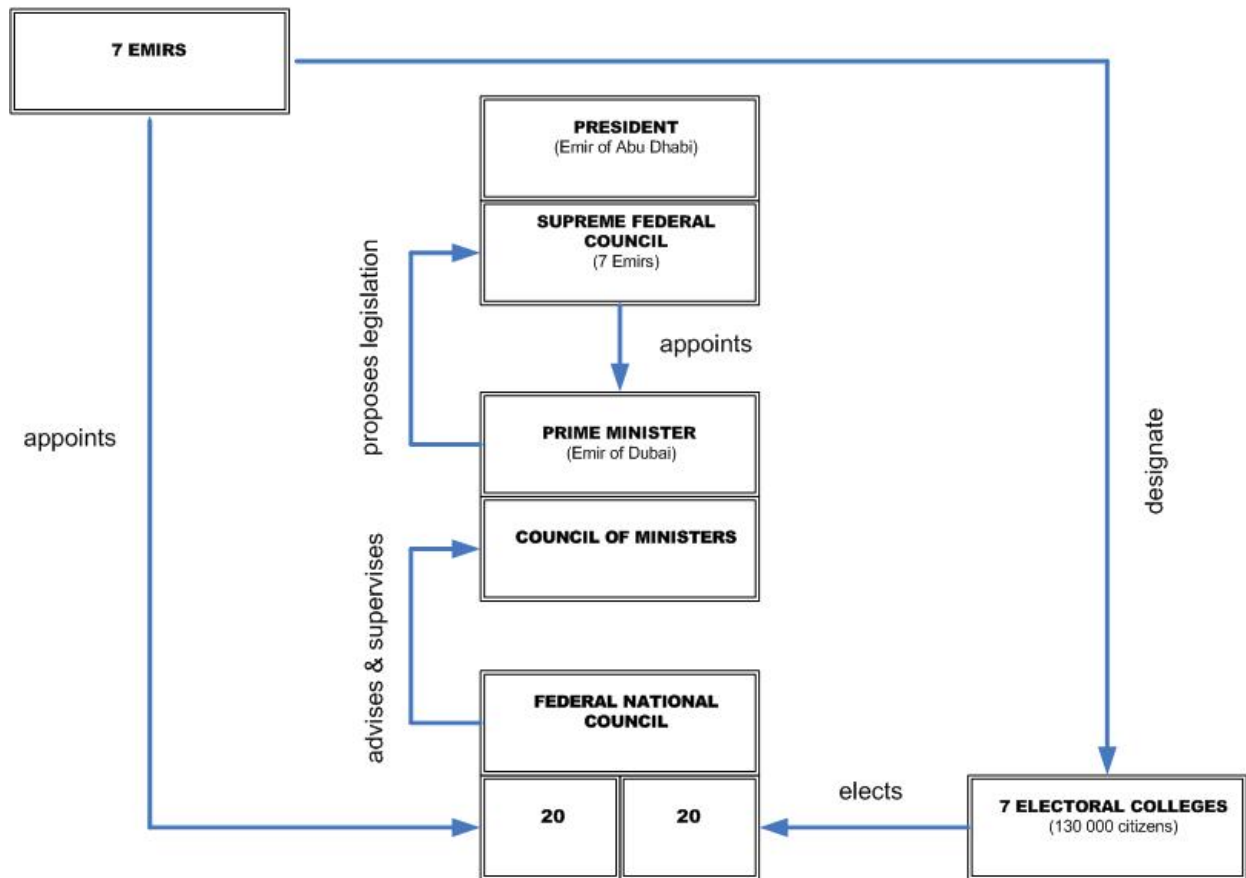 7 EMIRS
PRESIDENT
(Emir of Abu Dhabi)
SUPREME FEDERAL
COUNCIL
(7 Emirs)
proposes legislation
appoints
appoints
PRIME MINISTER
(Emir of Dubai)
designate
COUNCIL OF MINISTERS
advises & supervises
FEDERAL NATIONAL
COUNCIL
20
20
elects
7 ELECTORAL COLLEGES
(130 000 citizens)